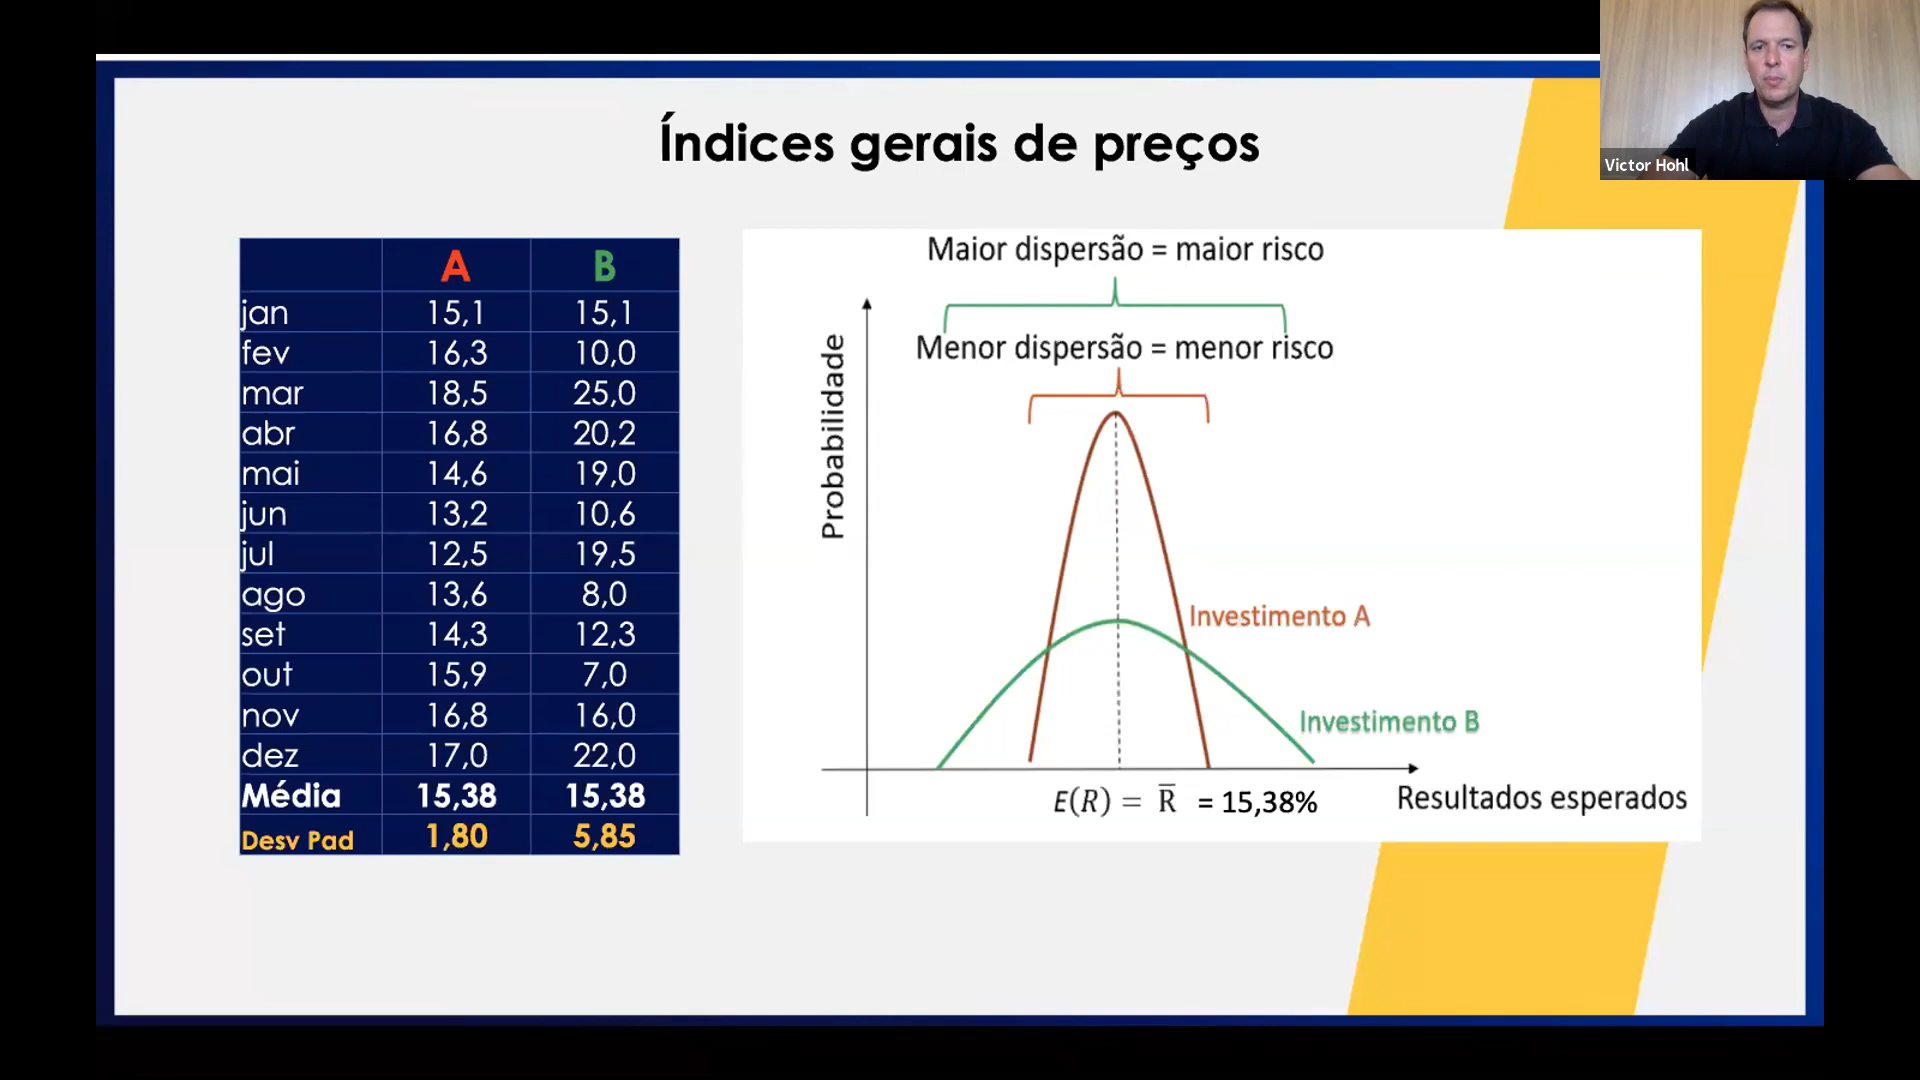 Victor Hohl
Índices gerais de preços
A B
jan 15,1 15,1
fev 16,3 10,0
mar 18,5 25,0
abr 16,8 20,2
mai 14,6 19,0
jun 13,2 10,6
jul 12,5 19,5
ago 13,6 8,0
set 14,3 12,3
out 15,9 7,0
nov 16,8 16,0
dez 17,0 22,0
Média 15,38 15,38
Desv Pad 1,80 5,85
Maior dispersão = maior risco
Menor dispersão = menor risco
Probabilidade
Investimento A
Investimento B
E(R) = R̅ = 15,38%
Resultados esperados